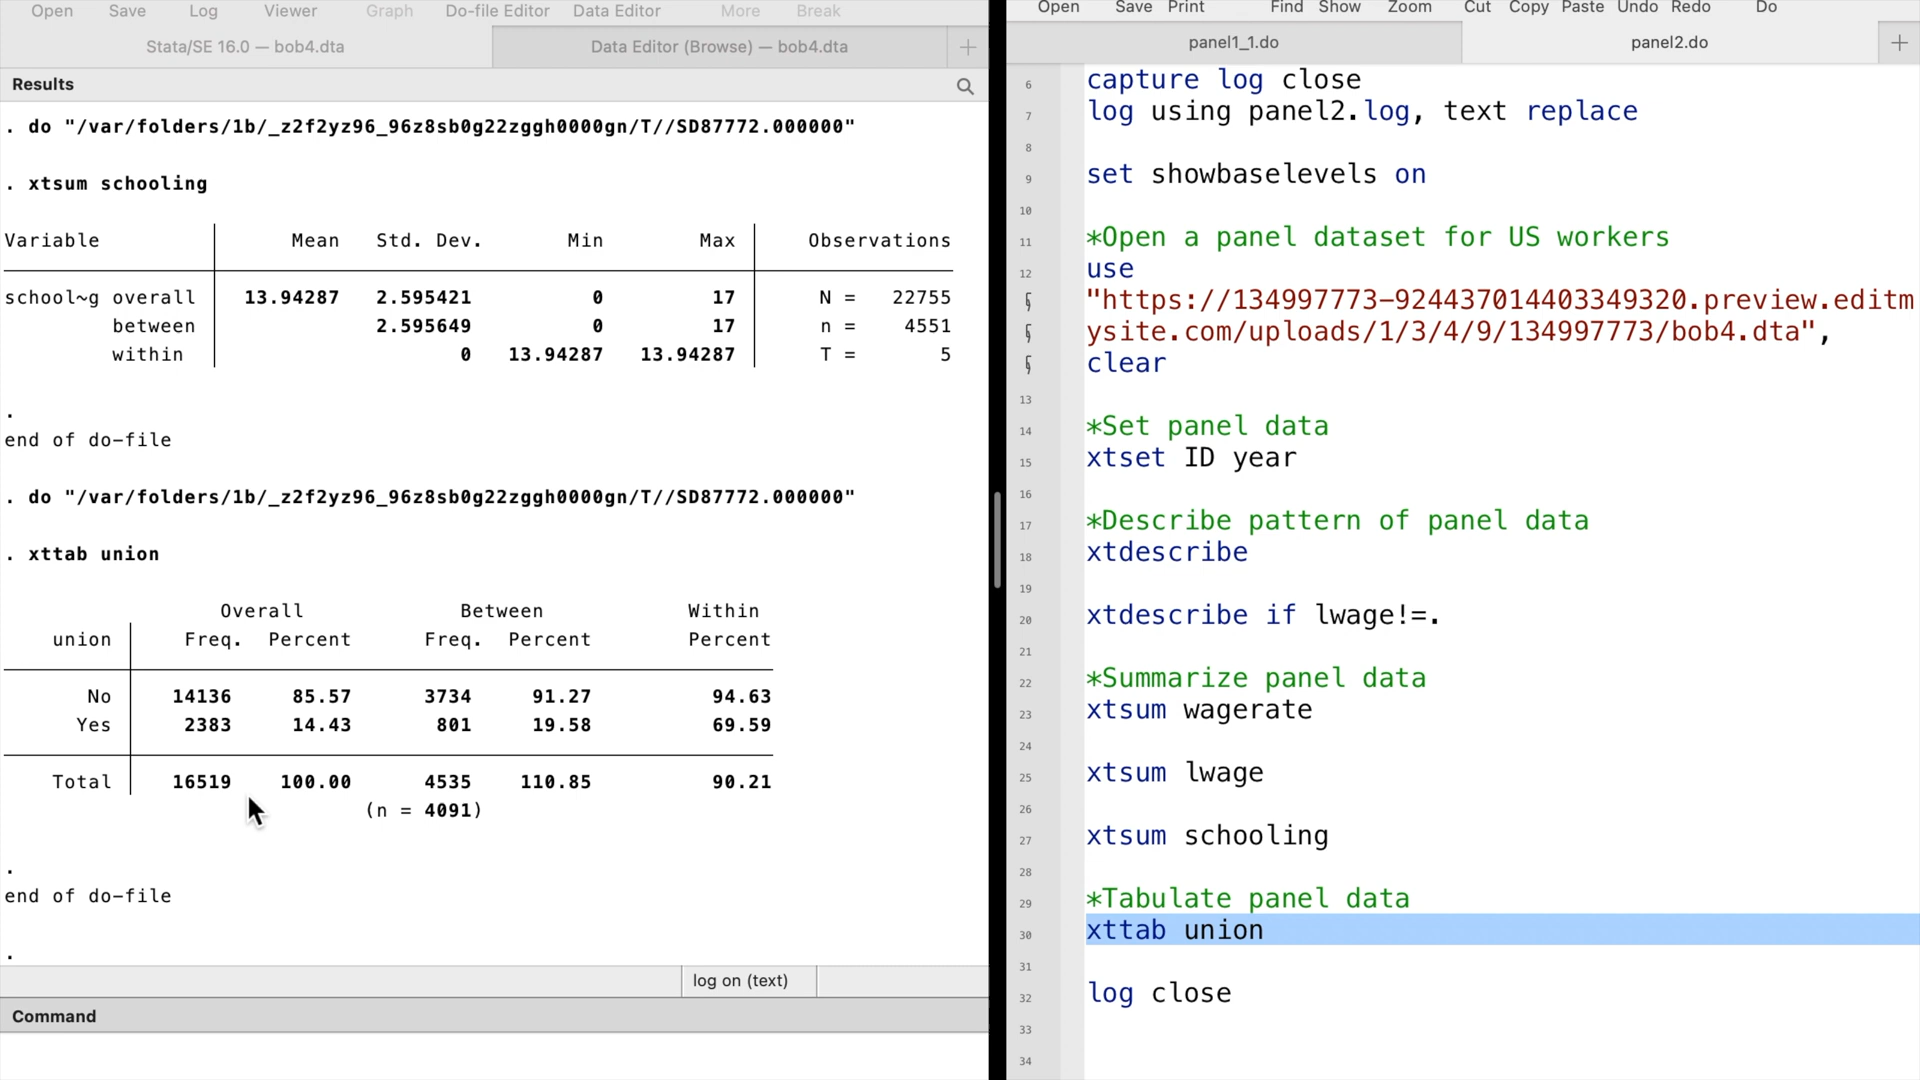 Open Save Log Viewer Graph Do-file Editor Data Editor More Break
Stata/SE 16.0 — bob4.dta Data Editor (Browse) — bob4.dta +
Results
. do "/var/folders/1b/_z2f2yz96_96z8sb0g22zggh0000gn/T//SD87772.000000"
. xtsum schooling
Variable Mean Std. Dev. Min Max Observations
school~g overall 13.94287 2.595421 0 17 N = 22755
between 2.595649 0 17 n = 4551
within 0 13.94287 13.94287 T = 5
.
end of do-file
. do "/var/folders/1b/_z2f2yz96_96z8sb0g22zggh0000gn/T//SD87772.000000"
. xttab union
Overall Between Within
union Freq. Percent Freq. Percent Percent
No 14136 85.57 3734 91.27 94.63
Yes 2383 14.43 801 19.58 69.59
Total 16519 100.00 4535 110.85 90.21
(n = 4091)
.
end of do-file
.
log on (text)
Command
Open Save Print Find Show Zoom Cut Copy Paste Undo Redo Do
panel1_1.do panel2.do +
6 capture log close
7 log using panel2.log, text replace
8
9 set showbaselevels on
10
11 *Open a panel dataset for US workers
12 use
"https://134997773-924437014403349320.preview.editm
ysite.com/uploads/1/3/4/9/134997773/bob4.dta",
clear
13
14 *Set panel data
15 xtset ID year
16
17 *Describe pattern of panel data
18 xtdescribe
19
20 xtdescribe if lwage!=.
21
22 *Summarize panel data
23 xtsum wagerate
24
25 xtsum lwage
26
27 xtsum schooling
28
29 *Tabulate panel data
30 xttab union
31
32 log close
33
34